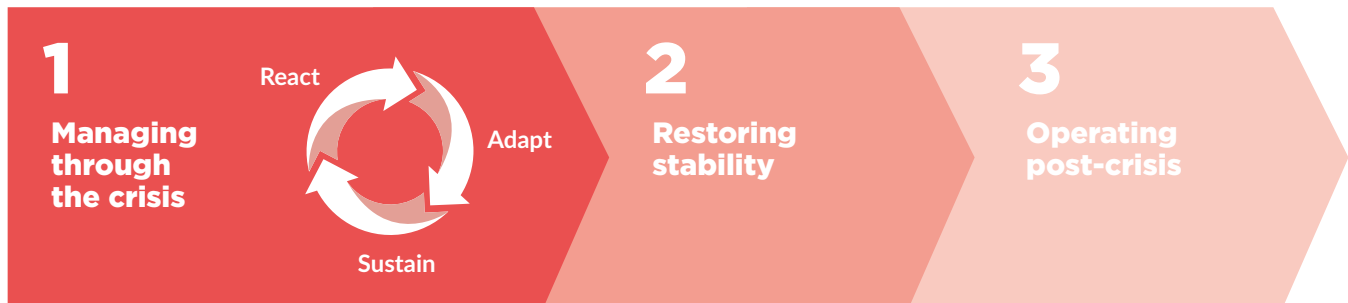 1
Managing
through
the crisis
React
Adapt
Sustain
2
Restoring
stability
3
Operating
post-crisis